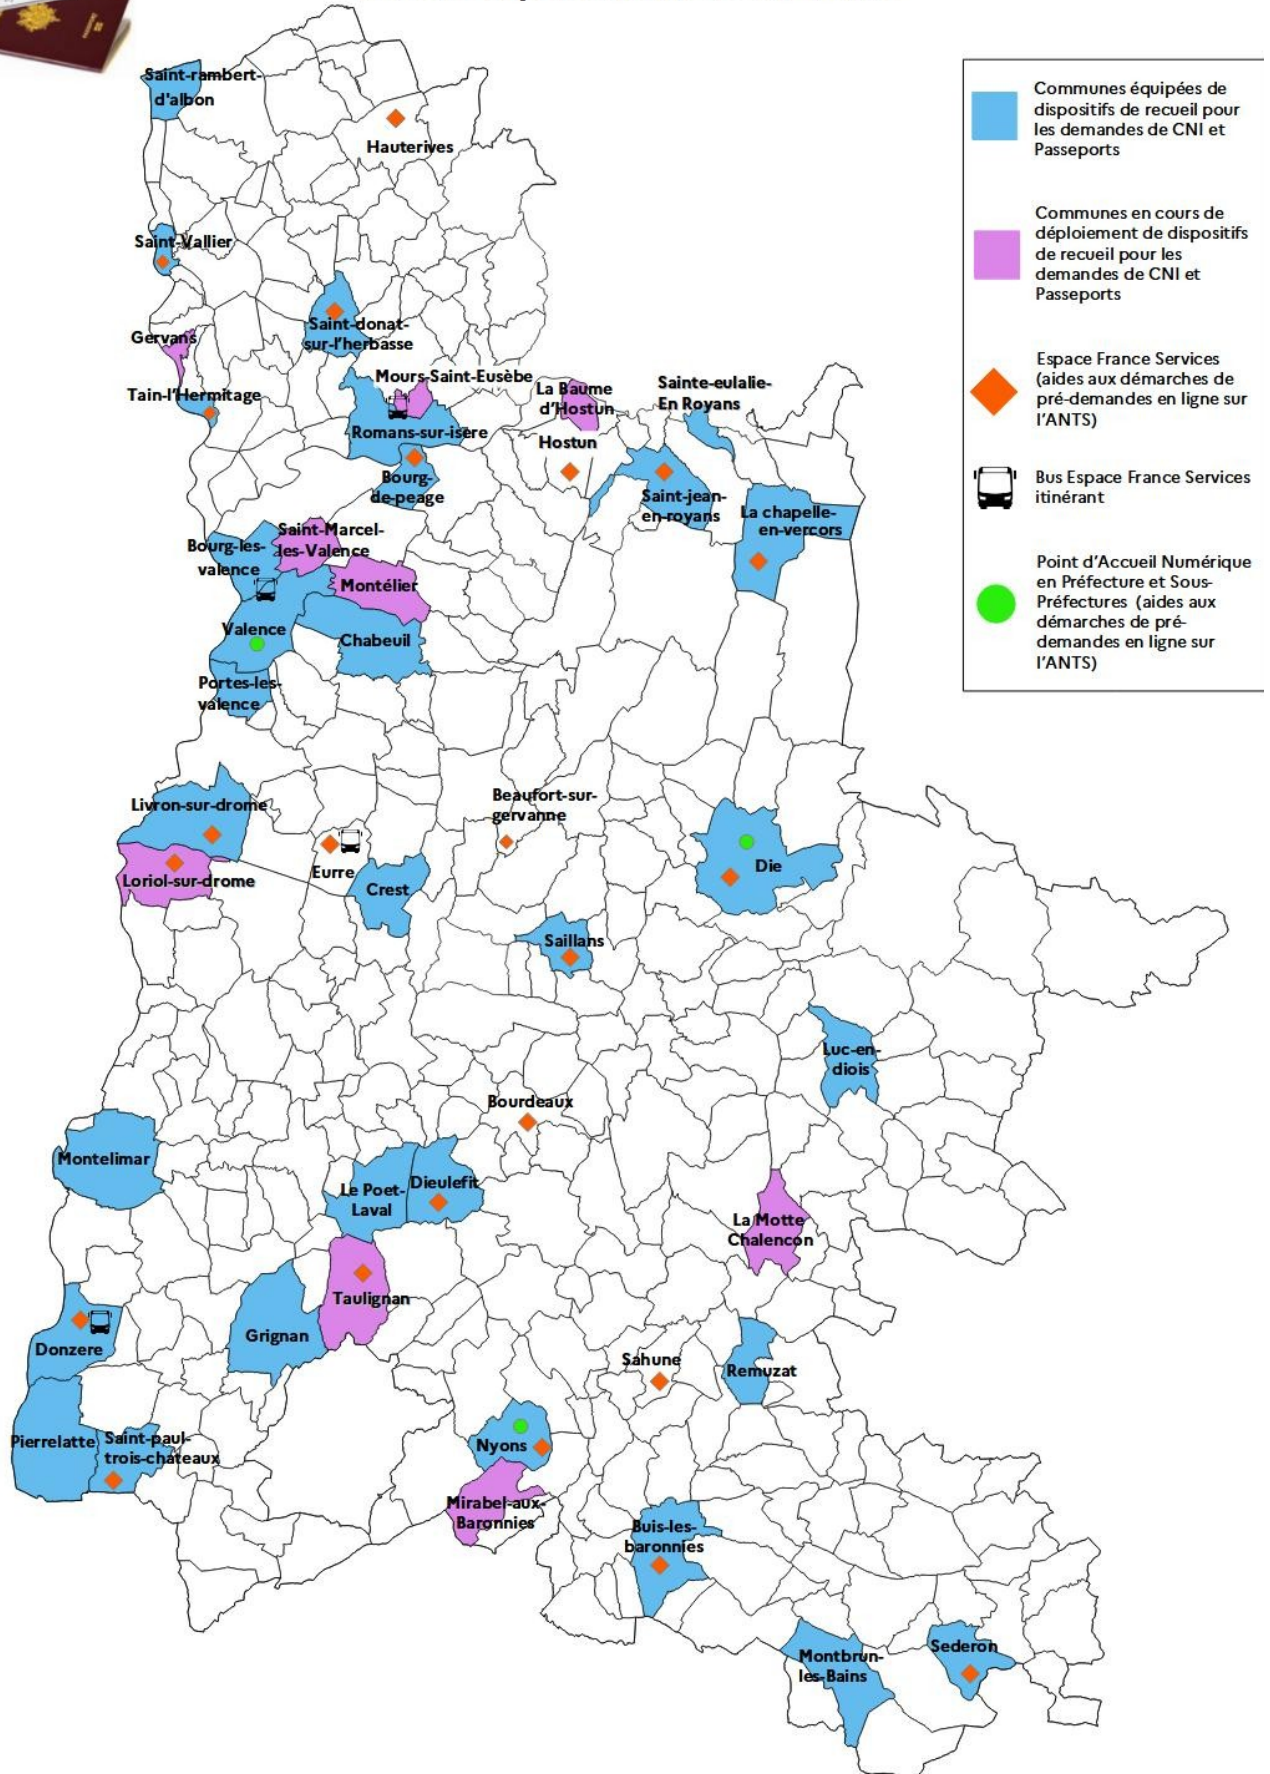 Saint-rambert-
d'albon
Hauterives
Saint-Vallier
Saint-donat-
sur-l'herbasse
Gervans
Tain-l'Hermitage
Mours-Saint-Eusèbe
Romans-sur-isère
La Baume
d'Hostun
Hostun
Sainte-eulalie-
En Royans
Bourg-
de-peage
Saint-jean-
en-royans
La chapelle-
en-vercors
Bourg-les-
valence
Saint-Marcel-
les-Valence
Montélier
Valence
Chabeuil
Portes-les-
valence
Livron-sur-drome
Loriol-sur-drome
Eurre
Crest
Beaufort-sur-
gervanne
Die
Saillans
Luc-en-
diois
Bourdeaux
Montelimar
Le Poet-
Laval
Dieulefit
La Motte
Chalencon
Taulignan
Grignan
Donzere
Sahune
Remuzat
Pierrelatte
Saint-paul-
trois-chateaux
Nyons
Mirabel-aux-
Baronnies
Buis-les-
baronnies
Montbrun-
les-Bains
Sederon
Communes équipées de
dispositifs de recueil pour
les demandes de CNI et
Passeports
Communes en cours de
déploiement de dispositifs
de recueil pour les
demandes de CNI et
Passeports
Espace France Services
(aides aux démarches de
pré-demandes en ligne sur
l'ANTS)
Bus Espace France Services
itinérant
Point d'Accueil Numérique
en Préfecture et Sous-
Préfectures (aides aux
démarches de pré-
demandes en ligne sur
l'ANTS)